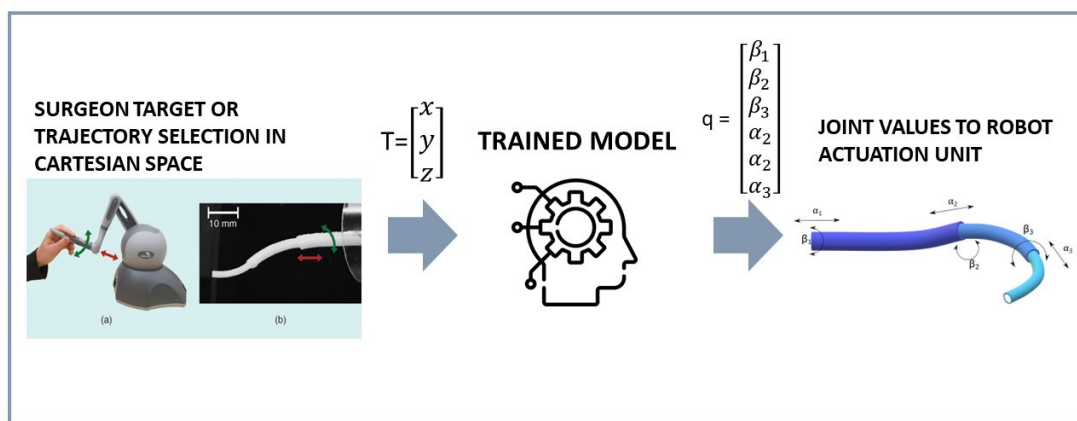 SURGEON TARGET OR
TRAJECTORY SELECTION IN
CARTESIAN SPACE
10 mm
(a)
(b)
T=[x
y
z]
TRAINED MODEL
q = [β1
β2
β3
α2
α2
α3]
JOINT VALUES TO ROBOT
ACTUATION UNIT
α1
β1
α2
β2
β3
α3